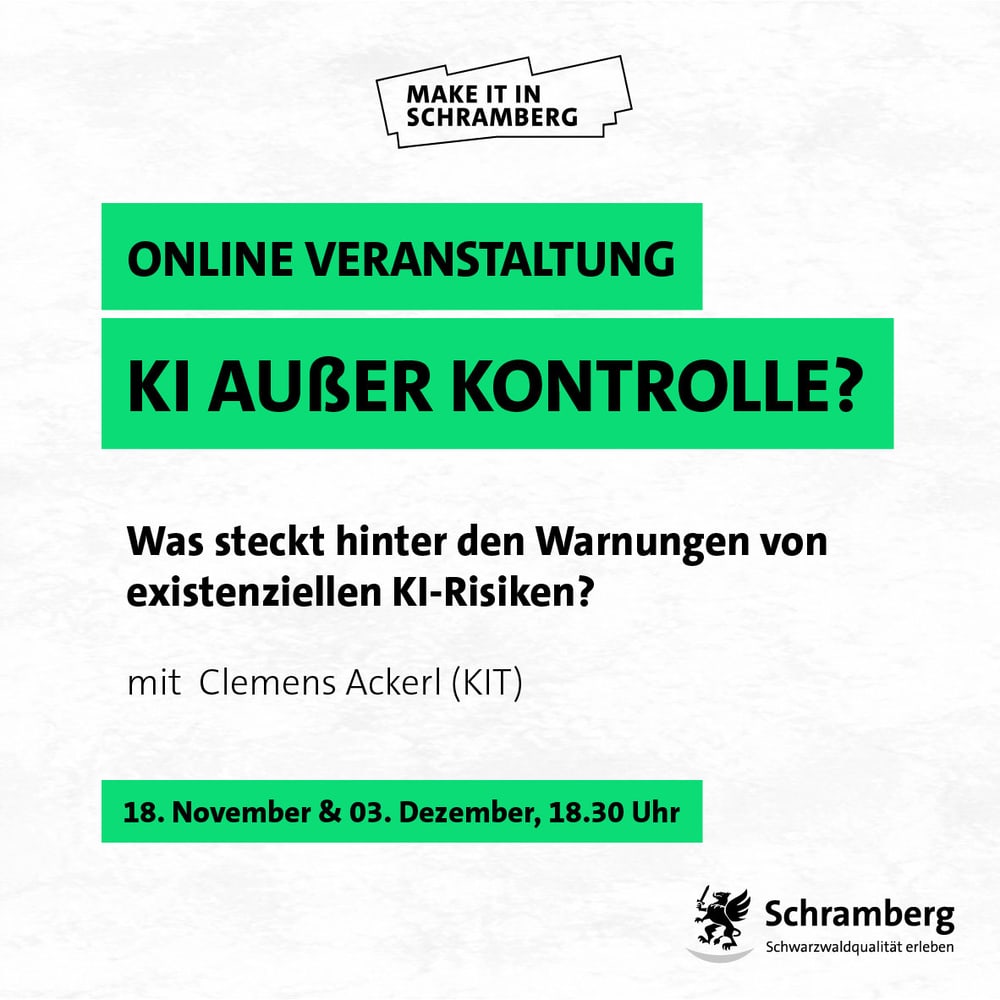 MAKE IT IN
SCHRAMBERG
ONLINE VERANSTALTUNG
KI AUßER KONTROLLE?
Was steckt hinter den Warnungen von
existenziellen KI-Risiken?
mit Clemens Ackerl (KIT)
18. November & 03. Dezember, 18.30 Uhr
Schramberg
Schwarzwaldqualität erleben